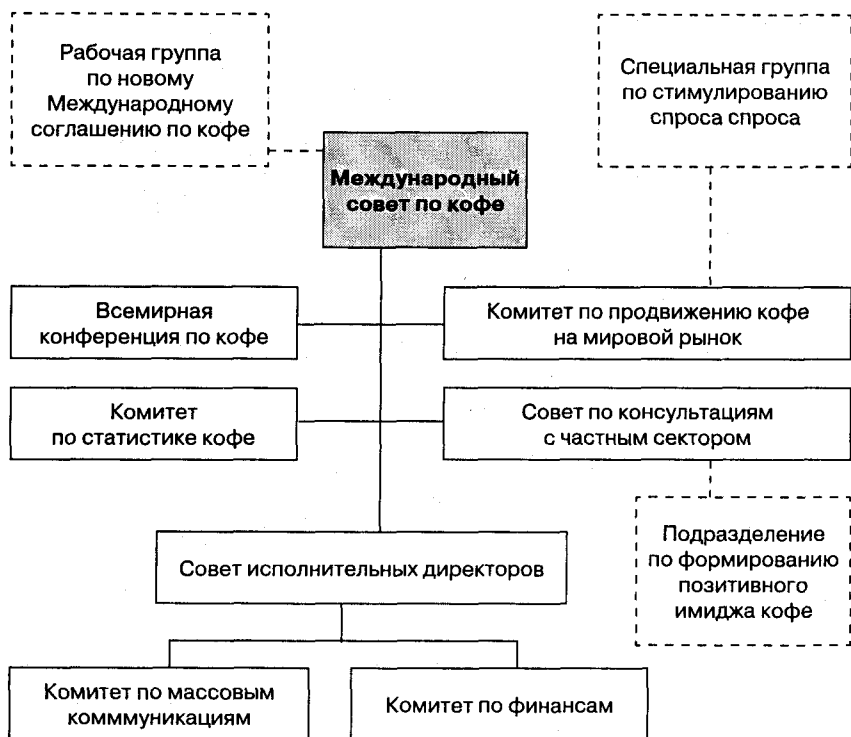 Рабочая группа
по новому
Международному
соглашению по кофе
Специальная группа
по стимулированию
спроса спроса
Международный
совет по кофе
Всемирная
конференция по кофе
Комитет по продвижению кофе
на мировой рынок
Комитет
по статистике кофе
Совет по консультациям
с частным сектором
Совет исполнительных директоров
Подразделение
по формированию
позитивного
имиджа кофе
Комитет по массовым
комммуникациям
Комитет по финансам